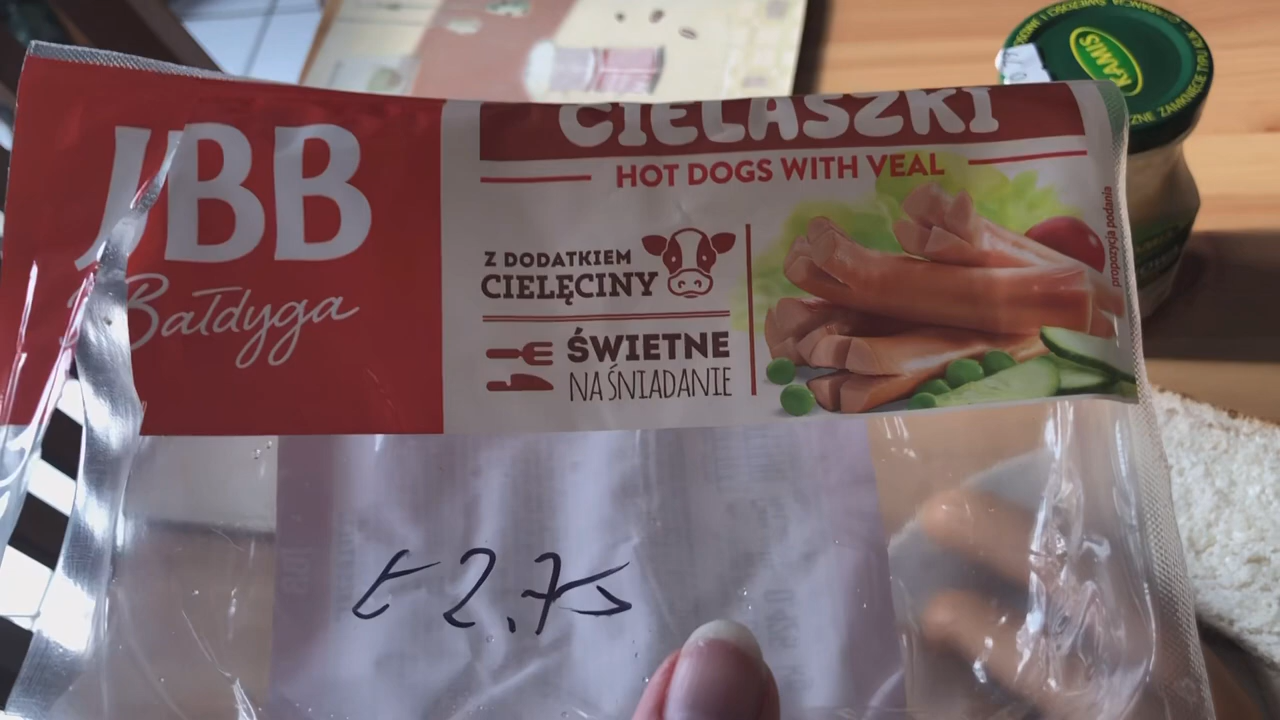 JBB
Bałdyga
CIELASZKI
HOT DOGS WITH VEAL
Z DODATKIEM
CIELĘCINY
ŚWIETNE
NA ŚNIADANIE
propozycja podania
£2.75
KAMIS